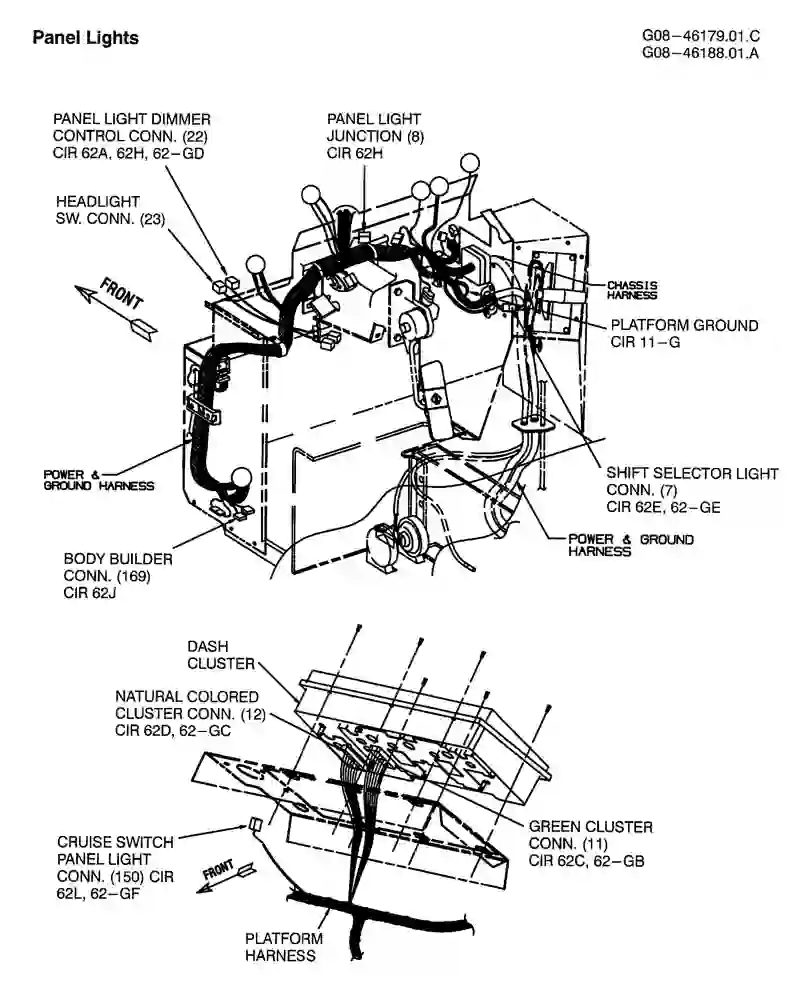 Panel Lights
G08-46179.01.C
G08-46188.01.A
PANEL LIGHT DIMMER
CONTROL CONN. (22)
CIR 62A, 62H, 62-GD
PANEL LIGHT
JUNCTION (8)
CIR 62H
HEADLIGHT
SW. CONN. (23)
FRONT
CHASSIS
HARNESS
PLATFORM GROUND
CIR 11-G
POWER &
GROUND HARNESS
SHIFT SELECTOR LIGHT
CONN. (7)
CIR 62E, 62-GE
POWER & GROUND
HARNESS
BODY BUILDER
CONN. (169)
CIR 62J
DASH
CLUSTER
NATURAL COLORED
CLUSTER CONN. (12)
CIR 62D, 62-GC
GREEN CLUSTER
CONN. (11)
CIR 62C, 62-GB
CRUISE SWITCH
PANEL LIGHT
CONN. (150) CIR
62L, 62-GF
FRONT
PLATFORM
HARNESS